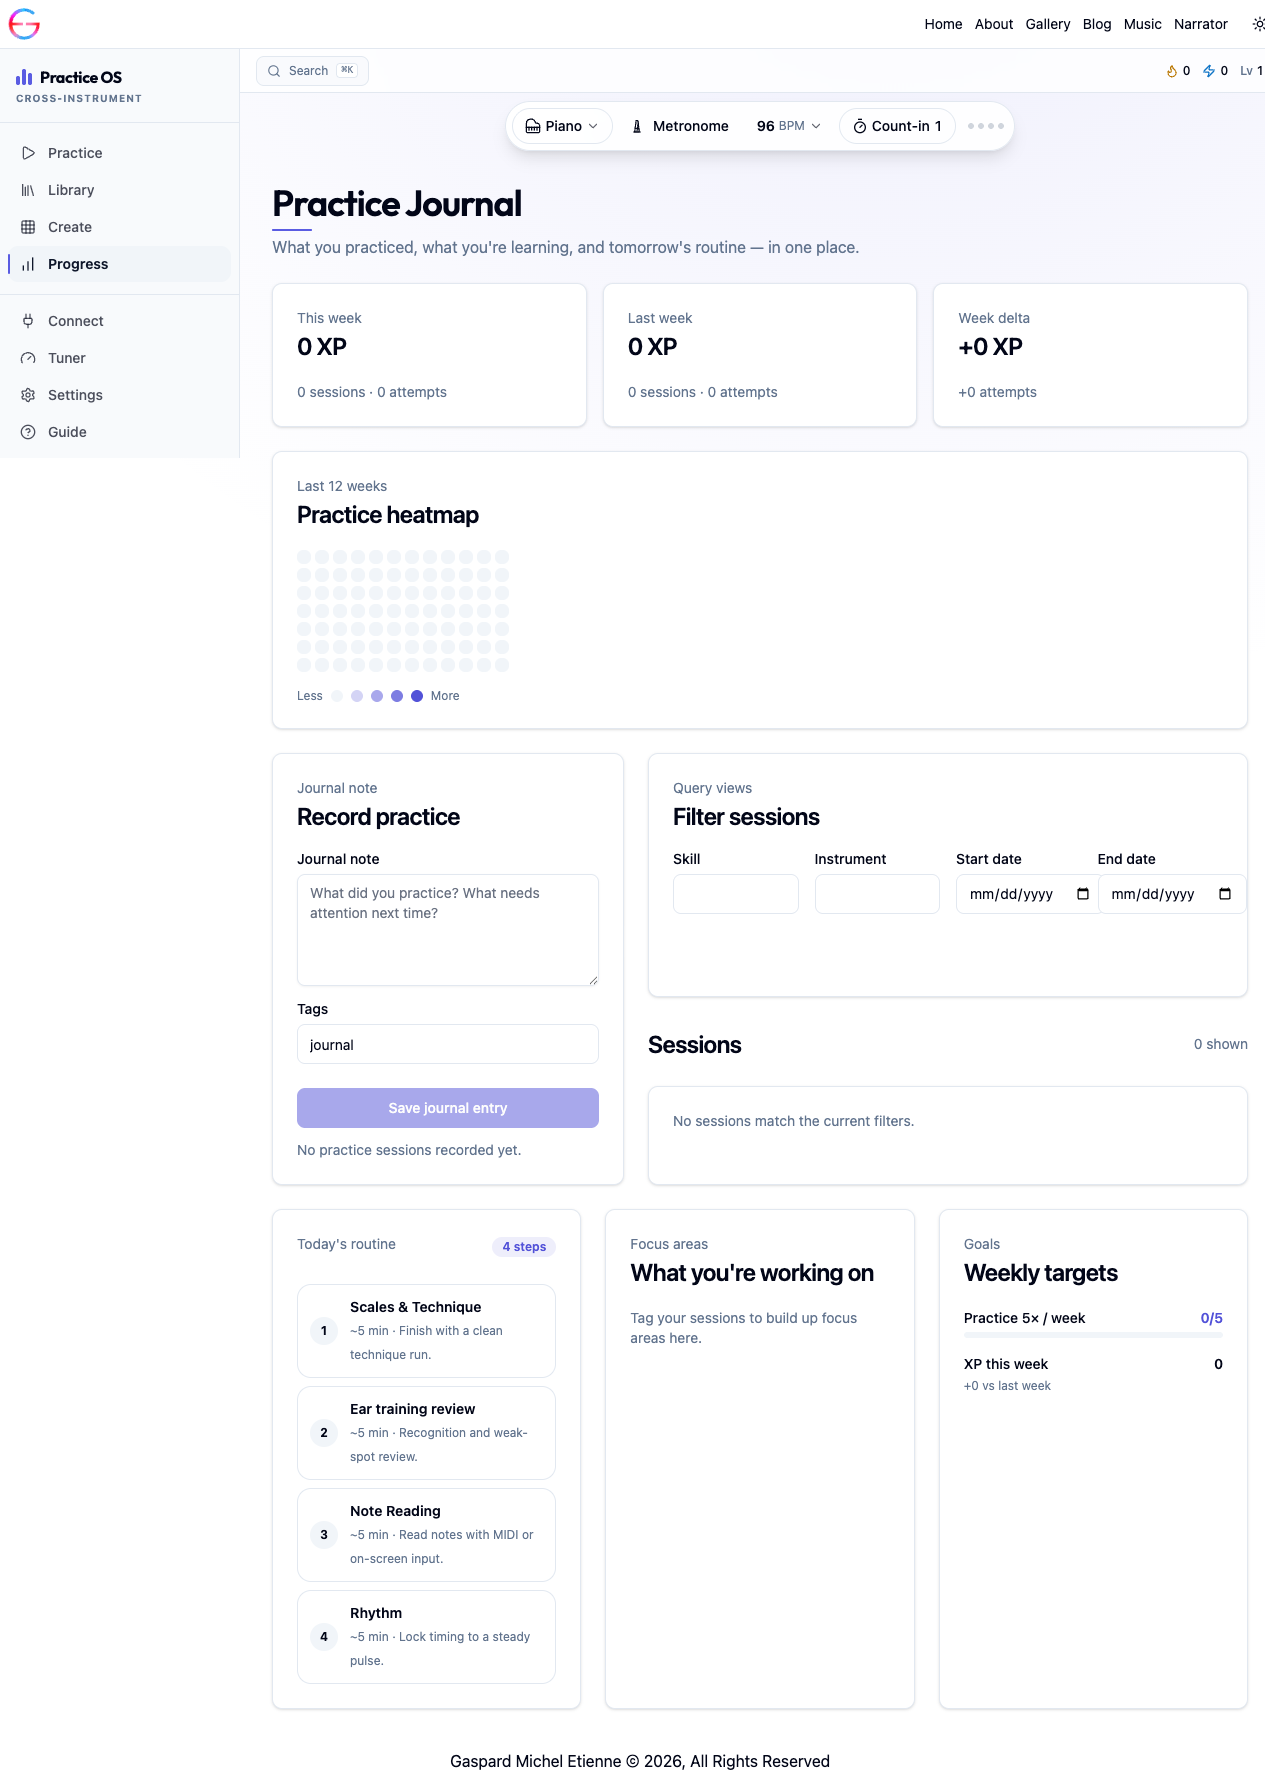 Home About Gallery Blog Music Narrator
Practice OS
CROSS-INSTRUMENT
Search ⌘K
0 0 Lv 1
Piano Metronome 96 BPM Count-in 1
Practice
Library
Create
Progress
Connect
Tuner
Settings
Guide
Practice Journal
What you practiced, what you're learning, and tomorrow's routine — in one place.
This week
0 XP
0 sessions · 0 attempts
Last week
0 XP
0 sessions · 0 attempts
Week delta
+0 XP
+0 attempts
Last 12 weeks
Practice heatmap
Less More
Journal note
Record practice
Journal note
What did you practice? What needs
attention next time?
Tags
journal
Save journal entry
No practice sessions recorded yet.
Query views
Filter sessions
Skill Instrument Start date End date
mm/dd/yyyy mm/dd/yyyy
Sessions 0 shown
No sessions match the current filters.
Today's routine 4 steps
1 Scales & Technique
~5 min · Finish with a clean
technique run.
2 Ear training review
~5 min · Recognition and weak-
spot review.
3 Note Reading
~5 min · Read notes with MIDI or
on-screen input.
4 Rhythm
~5 min · Lock timing to a steady
pulse.
Focus areas
What you're working on
Tag your sessions to build up focus
areas here.
Goals
Weekly targets
Practice 5× / week 0/5
XP this week 0
+0 vs last week
Gaspard Michel Etienne © 2026, All Rights Reserved